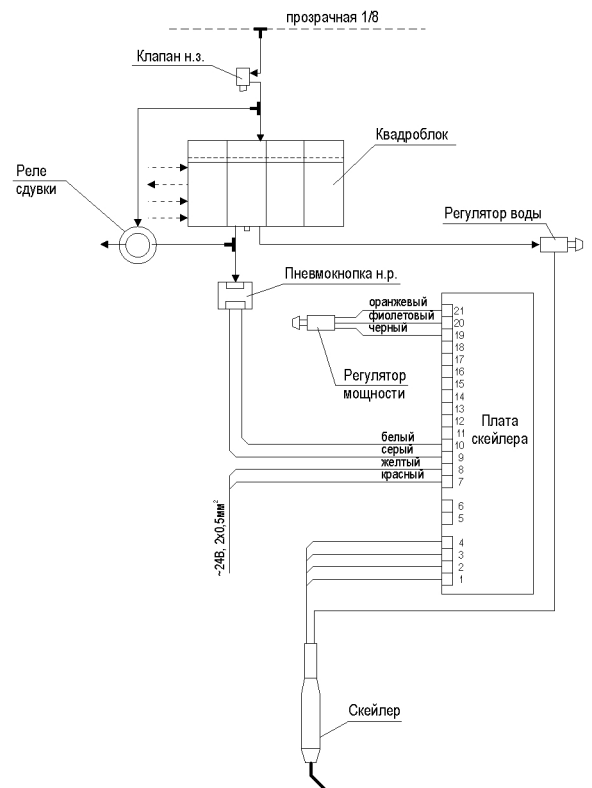 прозрачная 1/8
Клапан н.з.
Квадроблок
Реле
сдувки
Регулятор воды
Пневмокнопка н.р.
оранжевый
фиолетовый
черный
21
20
19
18
17
16
15
14
13
12
11
10
9
8
7
6
5
4
3
2
1
Регулятор
мощности
Плата
скейлера
белый
серый
желтый
красный
~24В, 2х0,5мм²
Скейлер